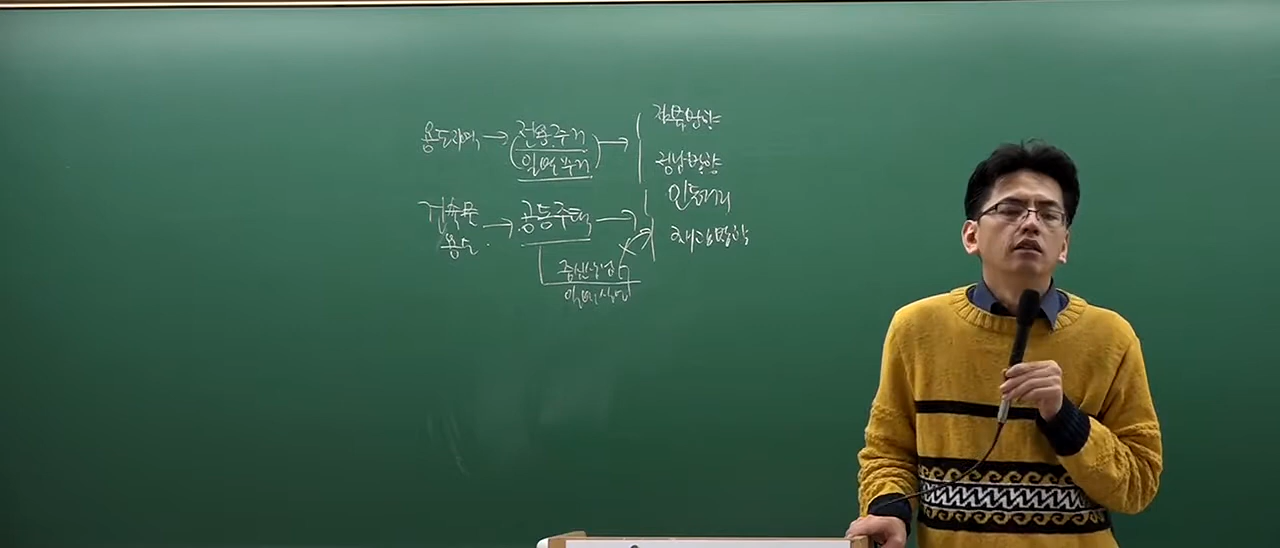 용도지역 → 전용주거 → 정북방향
일반주거 정남방향
건축물 → 공동주택 → 인동거리
용도 채광방향
중심상업
일반상업